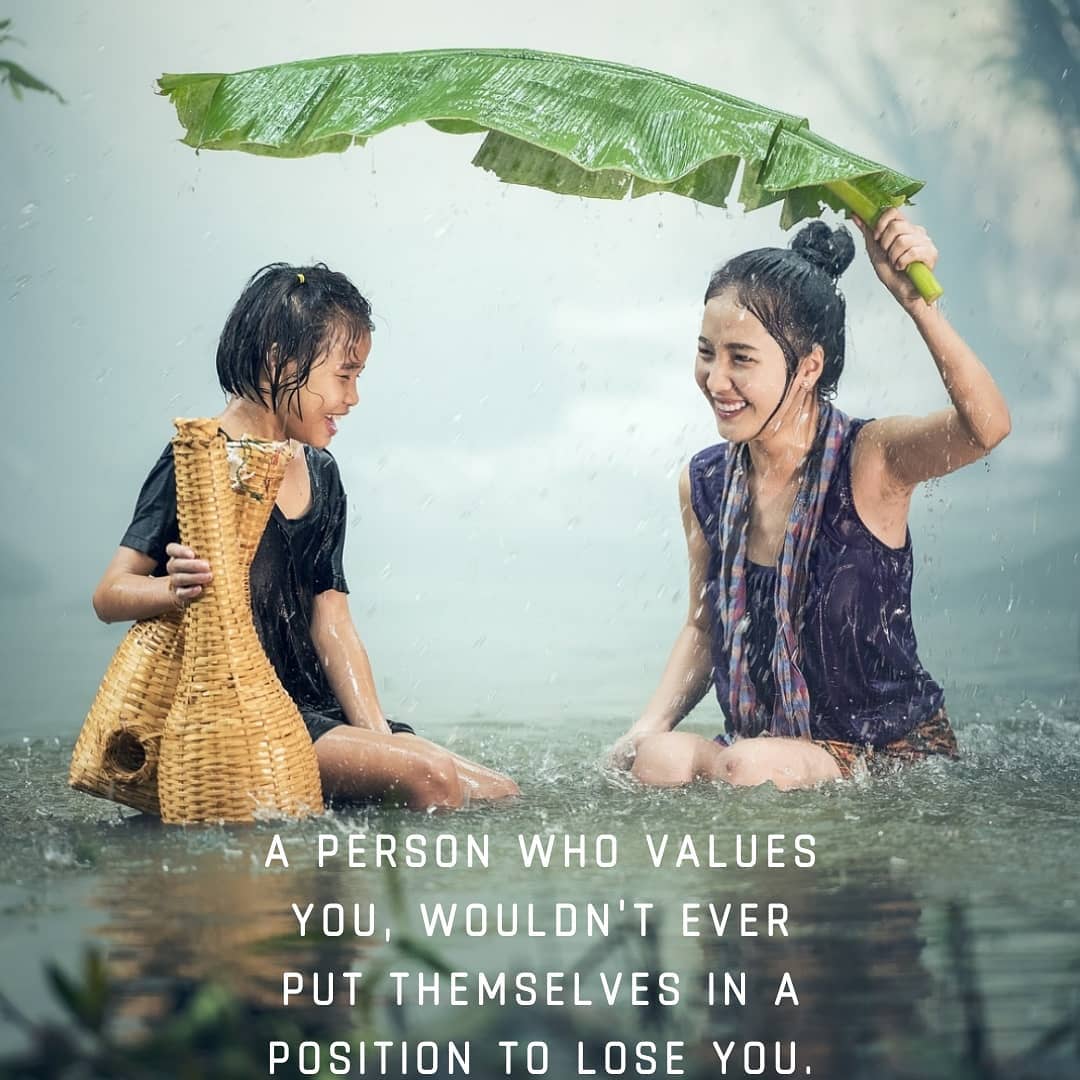 A PERSON WHO VALUES
YOU, WOULDN'T EVER
PUT THEMSELVES IN A
POSITION TO LOSE YOU.